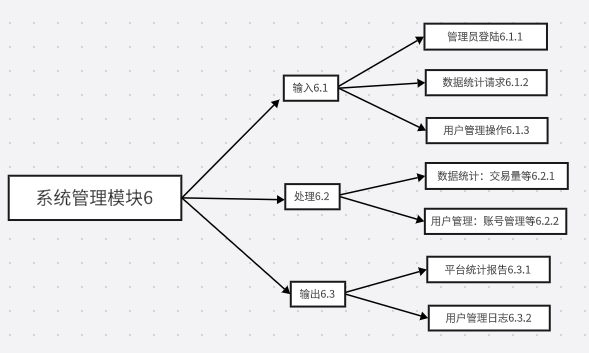 系统管理模块6
输入6.1
管理员登陆6.1.1
数据统计请求6.1.2
用户管理操作6.1.3
处理6.2
数据统计：交易量等6.2.1
用户管理：账号管理等6.2.2
输出6.3
平台统计报告6.3.1
用户管理日志6.3.2